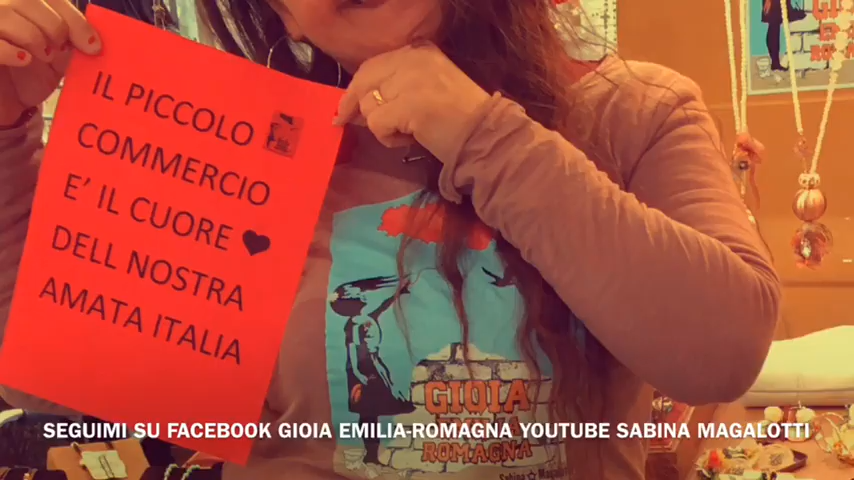 IL PICCOLO
COMMERCIO
E' IL CUORE
DELL NOSTRA
AMATA ITALIA
GIOIA
ROMAGNA
Sabina
SEGUIMI SU FACEBOOK GIOIA EMILIA-ROMAGNA YOUTUBE SABINA MAGALOTTI